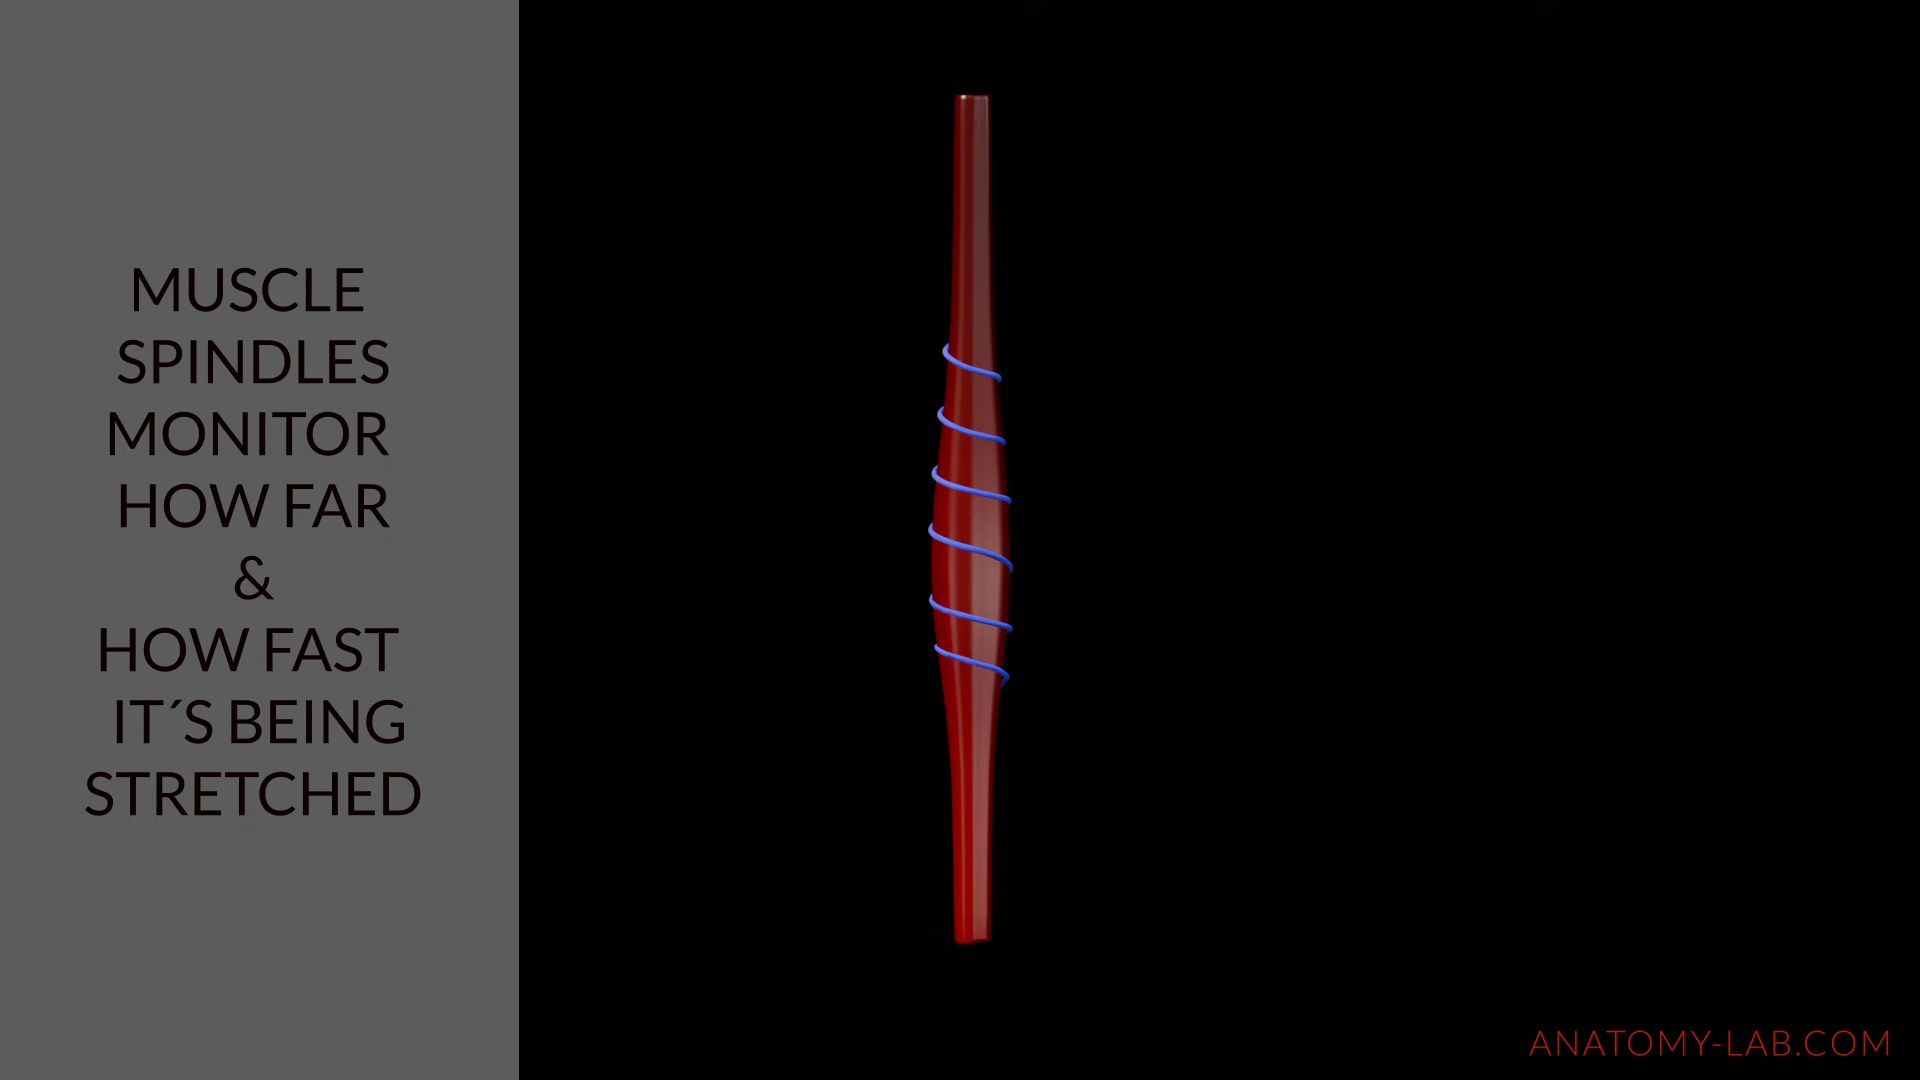 MUSCLE
SPINDLES
MONITOR
HOW FAR
&
HOW FAST
IT´S BEING
STRETCHED
ANATOMY-LAB.COM